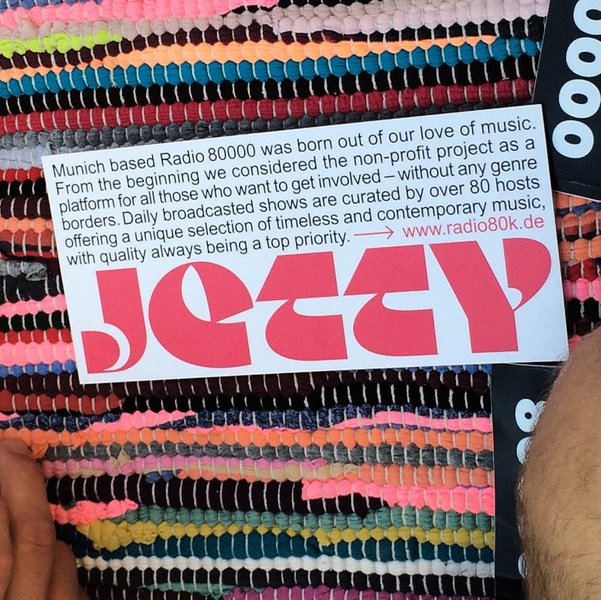 Munich based Radio 80000 was born out of our love of music.
From the beginning we considered the non-profit project as a
platform for all those who want to get involved – without any genre
borders. Daily broadcasted shows are curated by over 80 hosts
offering a unique selection of timeless and contemporary music,
with quality always being a top priority. → www.radio80k.de
Jetty
0000